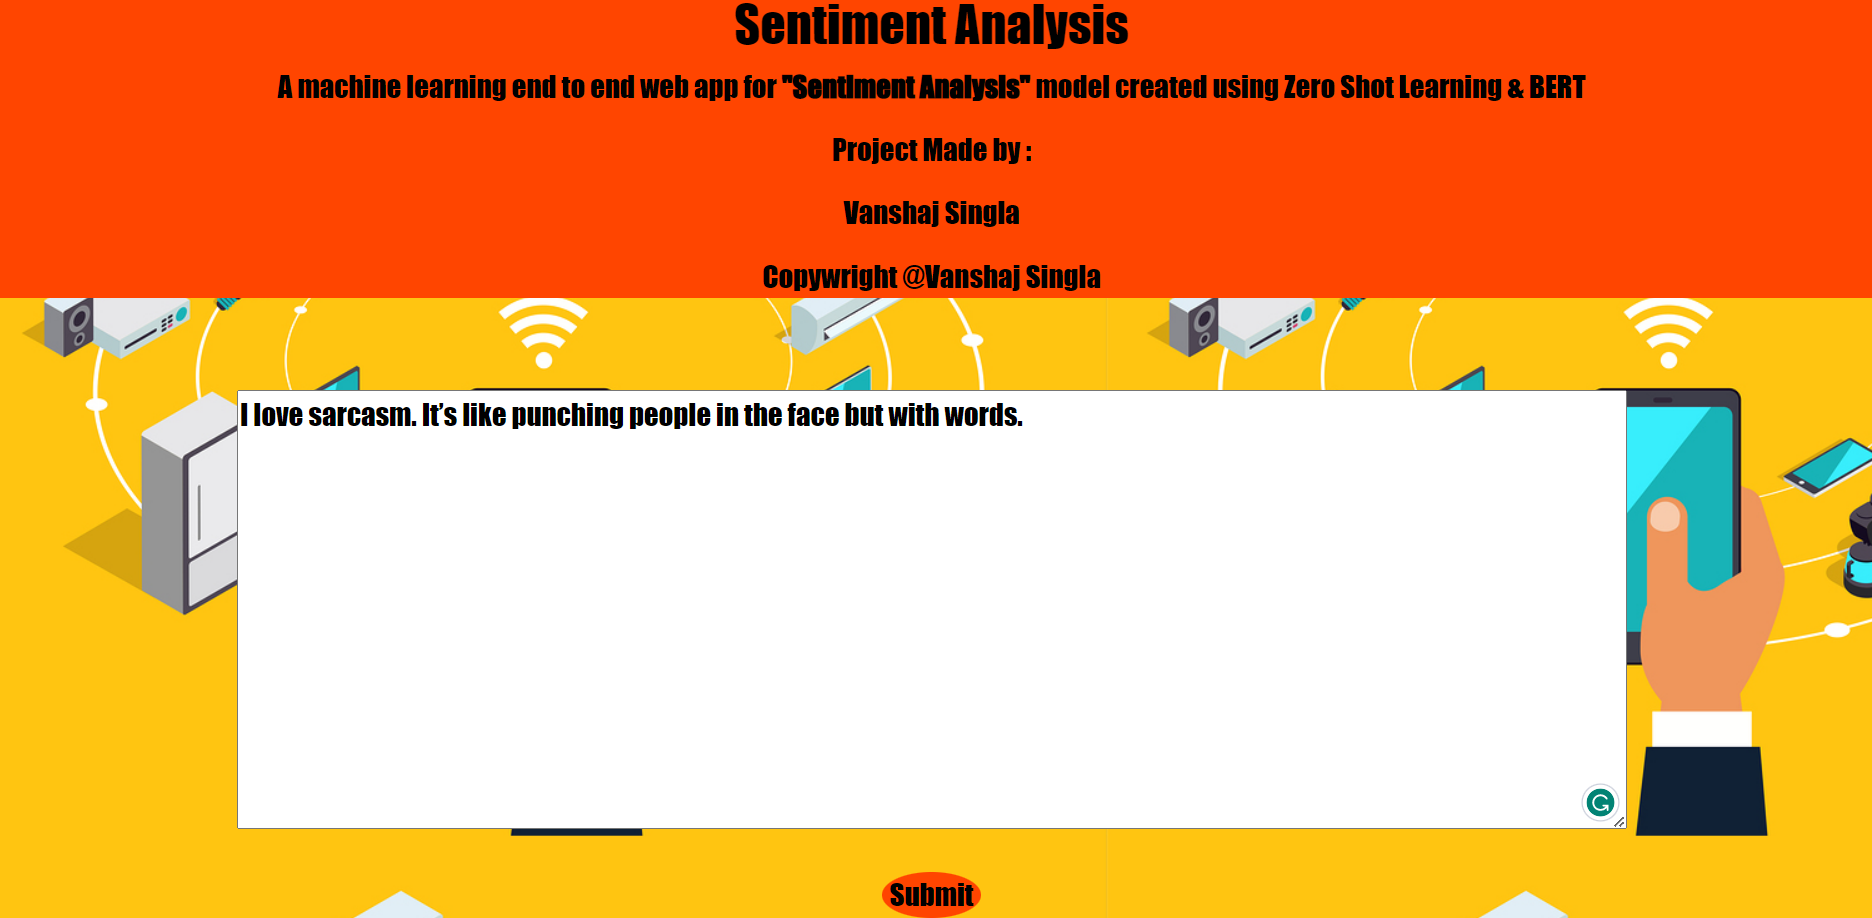 Sentiment Analysis
A machine learning end to end web app for "Sentiment Analysis" model created using Zero Shot Learning & BERT
Project Made by :
Vanshaj Singla
Copywright @Vanshaj Singla
I love sarcasm. It’s like punching people in the face but with words.
Submit